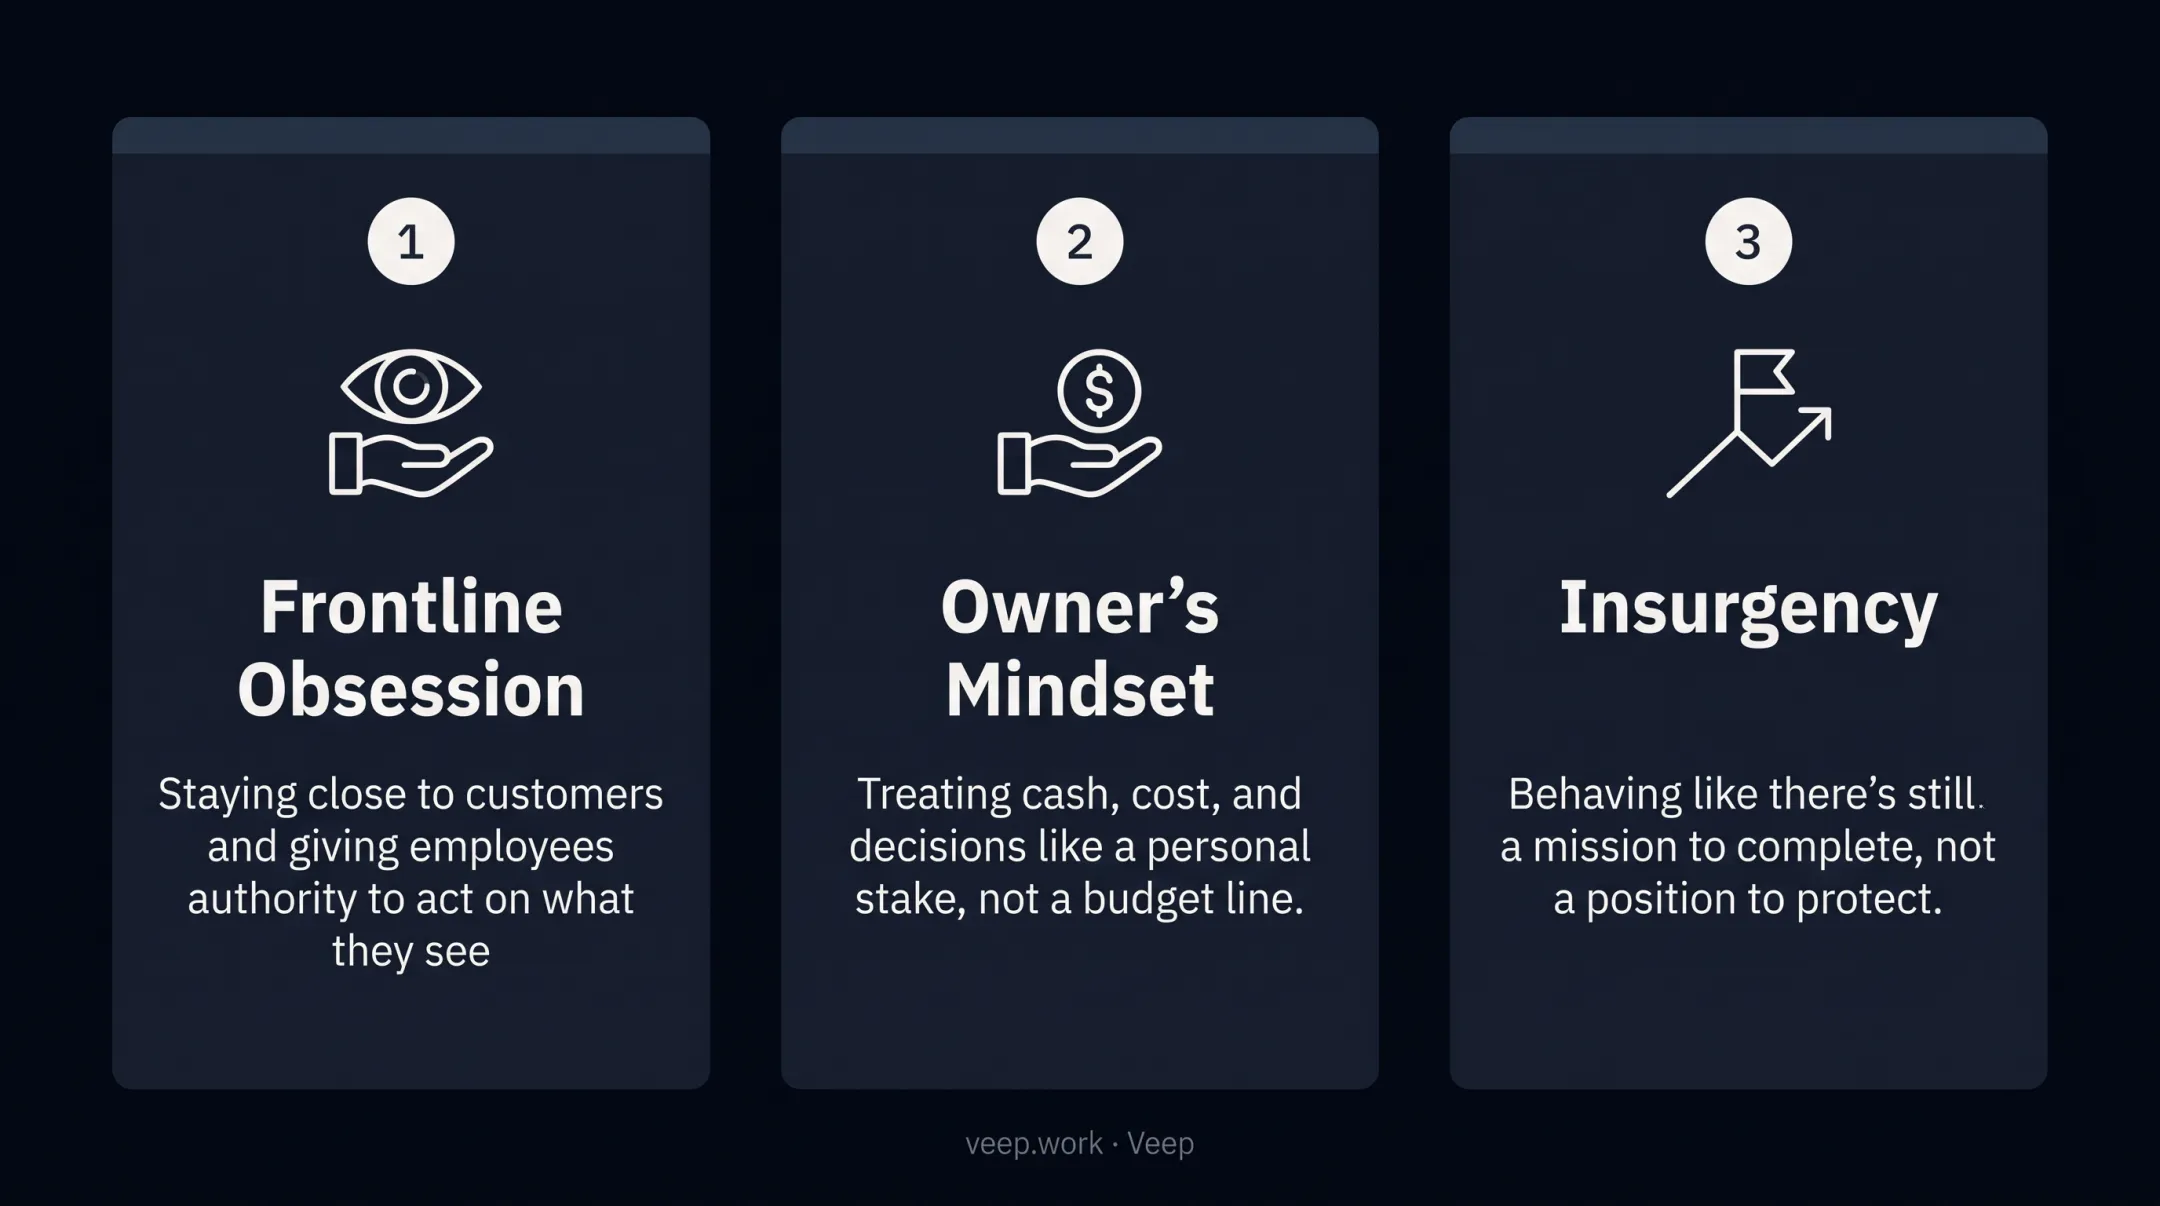 1
Frontline
Obsession
Staying close to customers
and giving employees
authority to act on what
they see
2
$
Owner’s
Mindset
Treating cash, cost, and
decisions like a personal
stake, not a budget line.
3
Insurgency
Behaving like there’s still.
a mission to complete, not
a position to protect.
veep.work · Veep